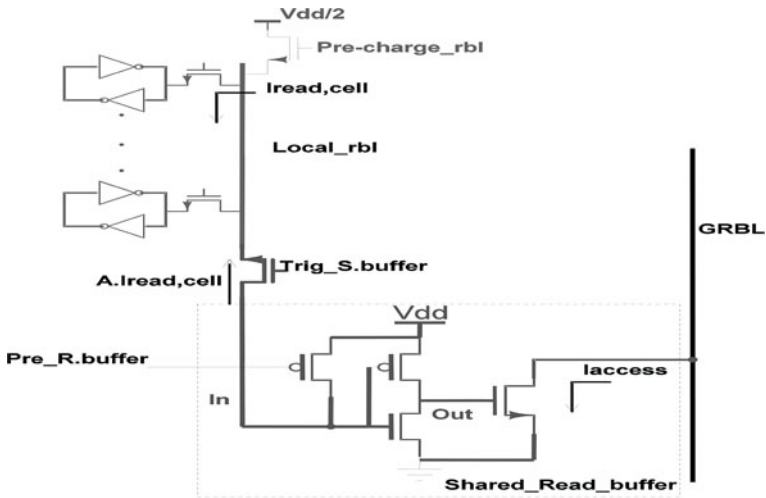 Vdd/2
Pre-charge_rbl
Iread,cell
Local_rbl
GRBL
Trig_S.buffer
A.Iread,cell
Vdd
Pre_R.buffer
Iaccess
In
Out
Shared_Read_buffer